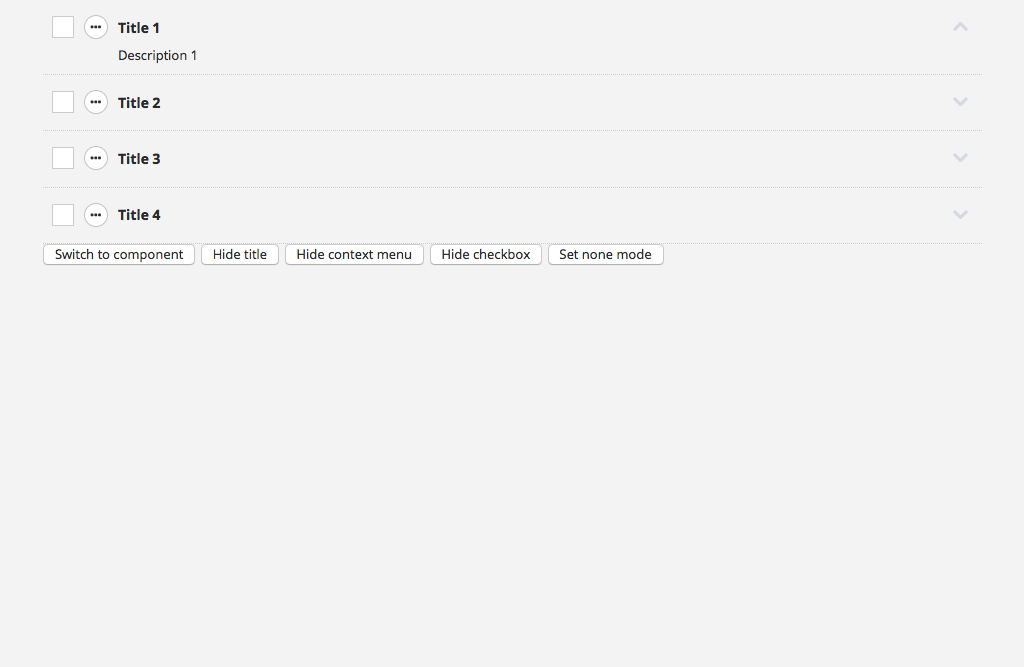 Title 1
Description 1
Title 2
Title 3
Title 4
Switch to component Hide title Hide context menu Hide checkbox Set none mode